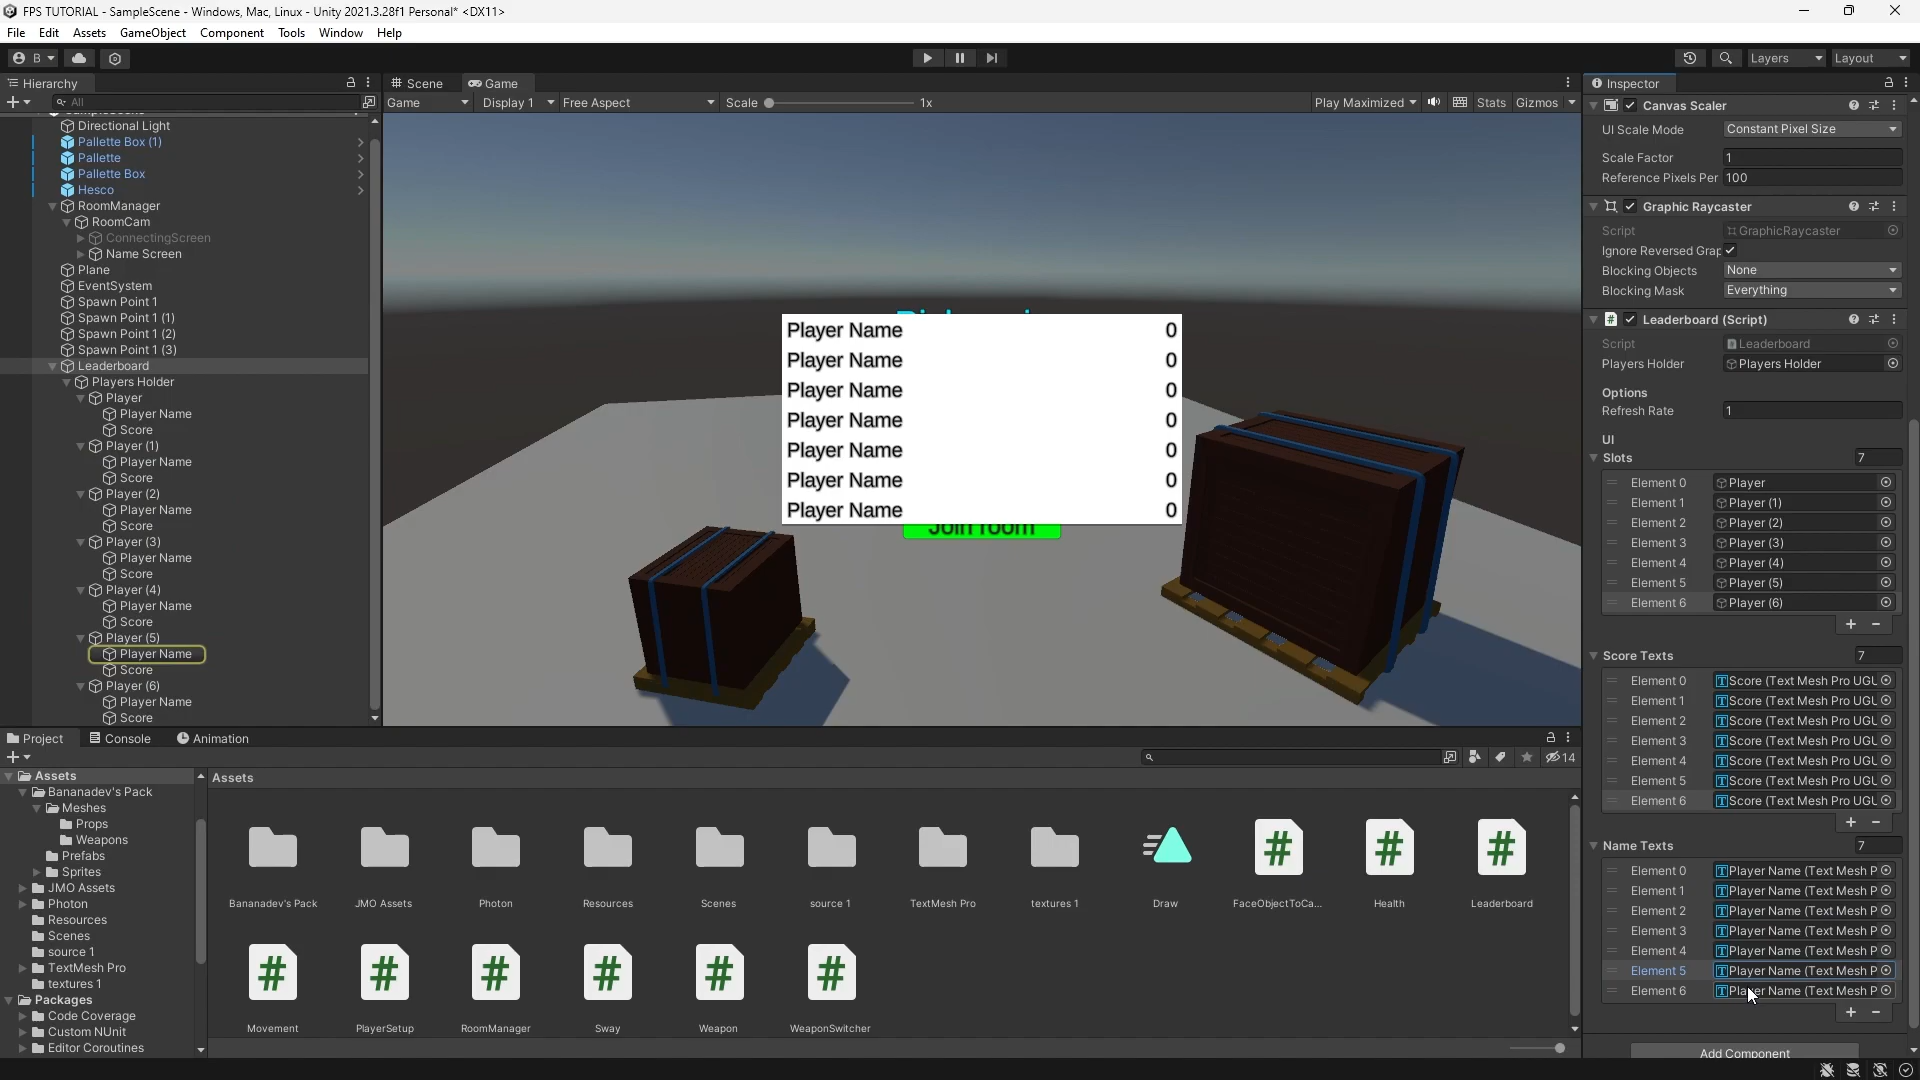 FPS TUTORIAL - SampleScene - Windows, Mac, Linux - Unity 2021.3.28f1 Personal* <DX11>
File Edit Assets GameObject Component Tools Window Help
B Layers Layout
Hierarchy
All
Directional Light
Pallette Box (1)
Pallette
Pallette Box
Hesco
RoomManager
RoomCam
ConnectingScreen
Name Screen
Plane
EventSystem
Spawn Point 1
Spawn Point 1 (1)
Spawn Point 1 (2)
Spawn Point 1 (3)
Leaderboard
Players Holder
Player
Player Name
Score
Player (1)
Player Name
Score
Player (2)
Player Name
Score
Player (3)
Player Name
Score
Player (4)
Player Name
Score
Player (5)
Player Name
Score
Player (6)
Player Name
Score
Scene Game
Game Display 1 Free Aspect Scale 1x Play Maximized Stats Gizmos
Player Name 0
Player Name 0
Player Name 0
Player Name 0
Player Name 0
Player Name 0
Player Name 0
Join room
Inspector
Canvas Scaler
UI Scale Mode Constant Pixel Size
Scale Factor 1
Reference Pixels Per 100
Graphic Raycaster
Script GraphicRaycaster
Ignore Reversed Grap
Blocking Objects None
Blocking Mask Everything
# Leaderboard (Script)
Script Leaderboard
Players Holder Players Holder
Options
Refresh Rate 1
UI
Slots 7
Element 0 Player
Element 1 Player (1)
Element 2 Player (2)
Element 3 Player (3)
Element 4 Player (4)
Element 5 Player (5)
Element 6 Player (6)
+ −
Score Texts 7
Element 0 Score (Text Mesh Pro UGU
Element 1 Score (Text Mesh Pro UGU
Element 2 Score (Text Mesh Pro UGU
Element 3 Score (Text Mesh Pro UGU
Element 4 Score (Text Mesh Pro UGU
Element 5 Score (Text Mesh Pro UGU
Element 6 Score (Text Mesh Pro UGU
+ −
Name Texts 7
Element 0 Player Name (Text Mesh P
Element 1 Player Name (Text Mesh P
Element 2 Player Name (Text Mesh P
Element 3 Player Name (Text Mesh P
Element 4 Player Name (Text Mesh P
Element 5 Player Name (Text Mesh P
Element 6 Player Name (Text Mesh P
+ −
Add Component
Project Console Animation
14
Assets
Bananadev's Pack
Meshes
Props
Weapons
Prefabs
Sprites
JMO Assets
Photon
Resources
Scenes
source 1
TextMesh Pro
textures 1
Packages
Code Coverage
Custom NUnit
Editor Coroutines
Assets
# # #
Bananadev's Pack JMO Assets Photon Resources Scenes source 1 TextMesh Pro textures 1 Draw FaceObjectToCa... Health Leaderboard
# # # # # #
Movement PlayerSetup RoomManager Sway Weapon WeaponSwitcher